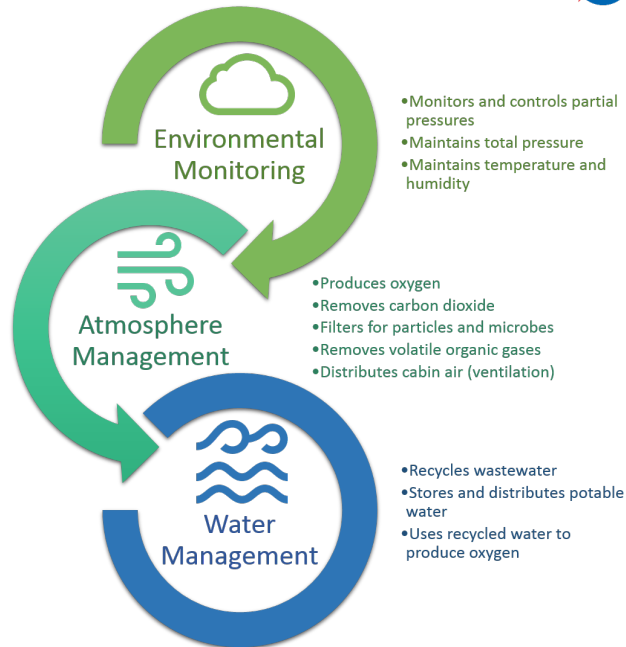 Environmental
Monitoring
•Monitors and controls partial
pressures
•Maintains total pressure
•Maintains temperature and
humidity
Atmosphere
Management
•Produces oxygen
•Removes carbon dioxide
•Filters for particles and microbes
•Removes volatile organic gases
•Distributes cabin air (ventilation)
Water
Management
•Recycles wastewater
•Stores and distributes potable
water
•Uses recycled water to
produce oxygen